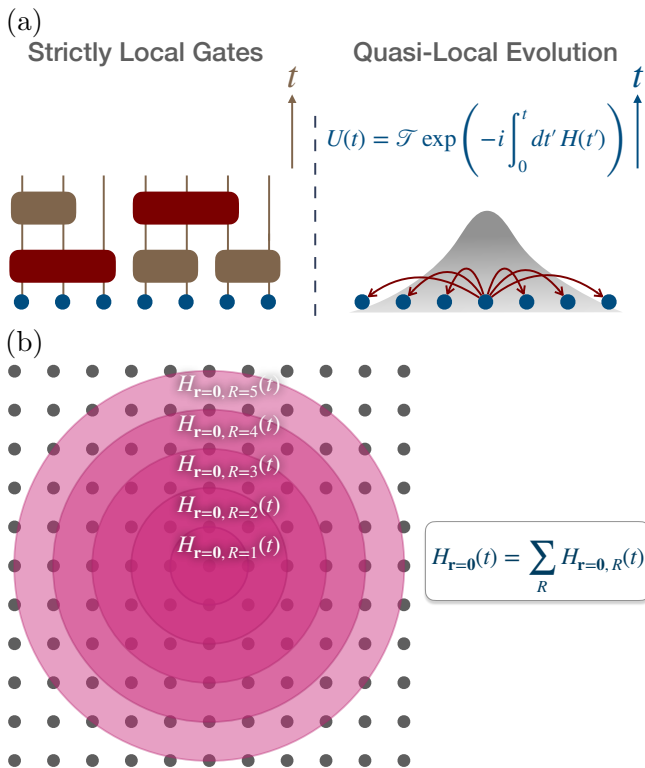 (a)
Strictly Local Gates
Quasi-Local Evolution
t
t
U(t) = 𝒯 exp(−i∫₀ᵗ dt′ H(t′))
(b)
H_{r=0, R=5}(t)
H_{r=0, R=4}(t)
H_{r=0, R=3}(t)
H_{r=0, R=2}(t)
H_{r=0, R=1}(t)
H_{r=0}(t) = ∑_R H_{r=0, R}(t)